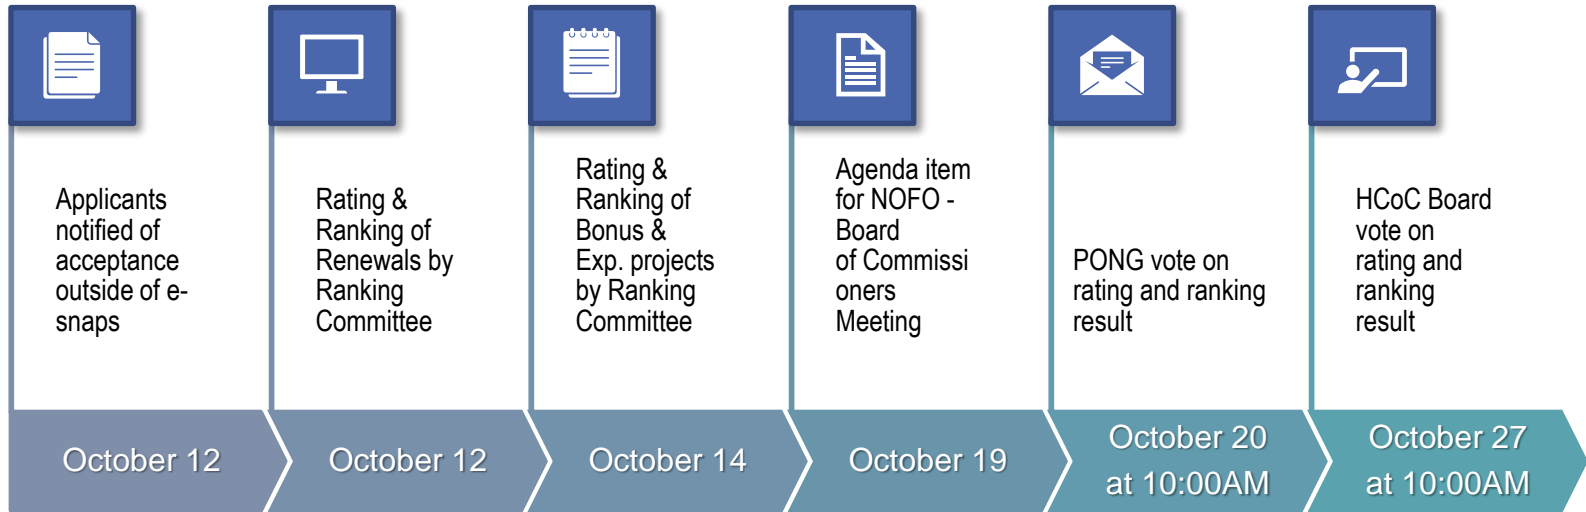 Applicants
notified of
acceptance
outside of e-
snaps
October 12
Rating &
Ranking of
Renewals by
Ranking
Committee
October 12
Rating &
Ranking of
Bonus &
Exp. projects
by Ranking
Committee
October 14
Agenda item
for NOFO -
Board
of Commissi
oners
Meeting
October 19
PONG vote on
rating and ranking
result
October 20
at 10:00AM
HCoC Board
vote on
rating and
ranking
result
October 27
at 10:00AM